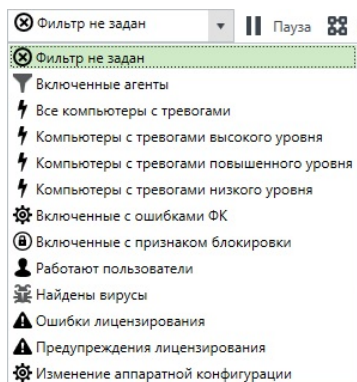 Фильтр не задан Пауза
Фильтр не задан
Включенные агенты
Все компьютеры с тревогами
Компьютеры с тревогами высокого уровня
Компьютеры с тревогами повышенного уровня
Компьютеры с тревогами низкого уровня
Включенные с ошибками ФК
Включенные с признаком блокировки
Работают пользователи
Найдены вирусы
Ошибки лицензирования
Предупреждения лицензирования
Изменение аппаратной конфигурации